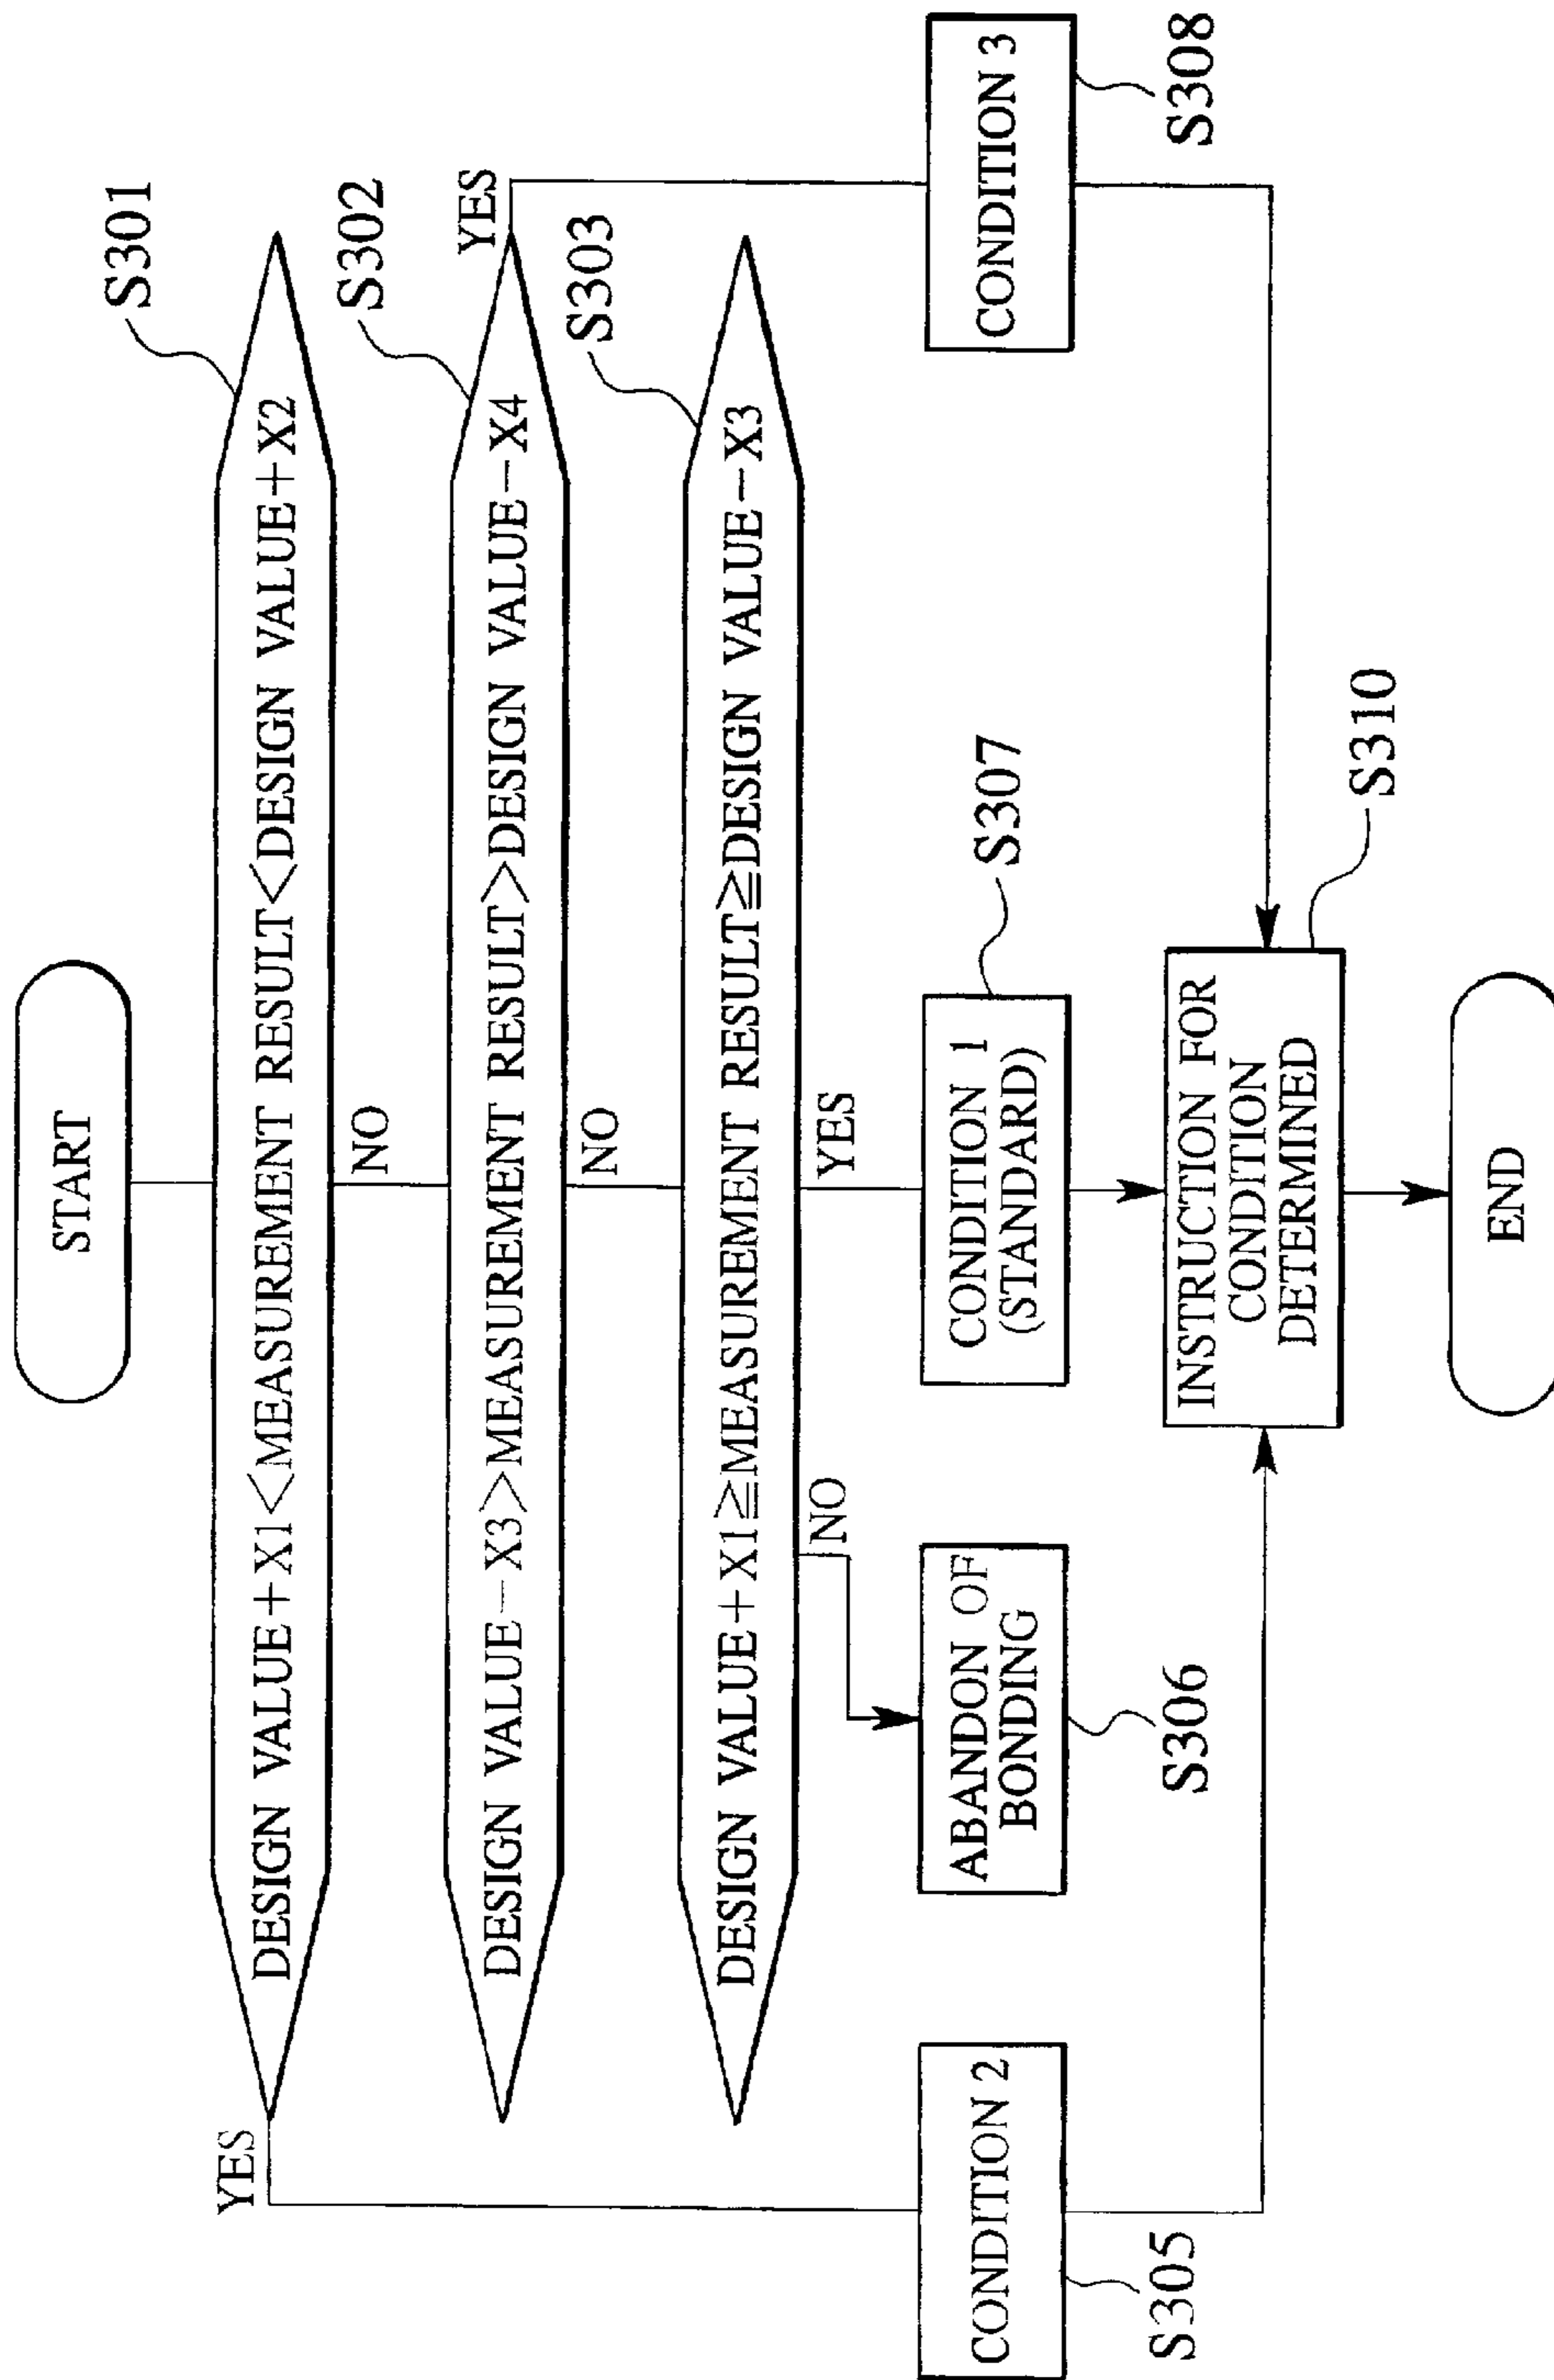 START
S301
DESIGN VALUE+X1<MEASUREMENT RESULT<DESIGN VALUE+X2
YES
NO
S302
DESIGN VALUE−X3>MEASUREMENT RESULT>DESIGN VALUE−X4
YES
NO
S303
DESIGN VALUE+X1≧MEASUREMENT RESULT≧DESIGN VALUE−X3
NO
YES
CONDITION 2
S305
ABANDON OF
BONDING
S306
CONDITION 1
(STANDARD)
S307
CONDITION 3
S308
INSTRUCTION FOR
CONDITION
DETERMINED
S310
END